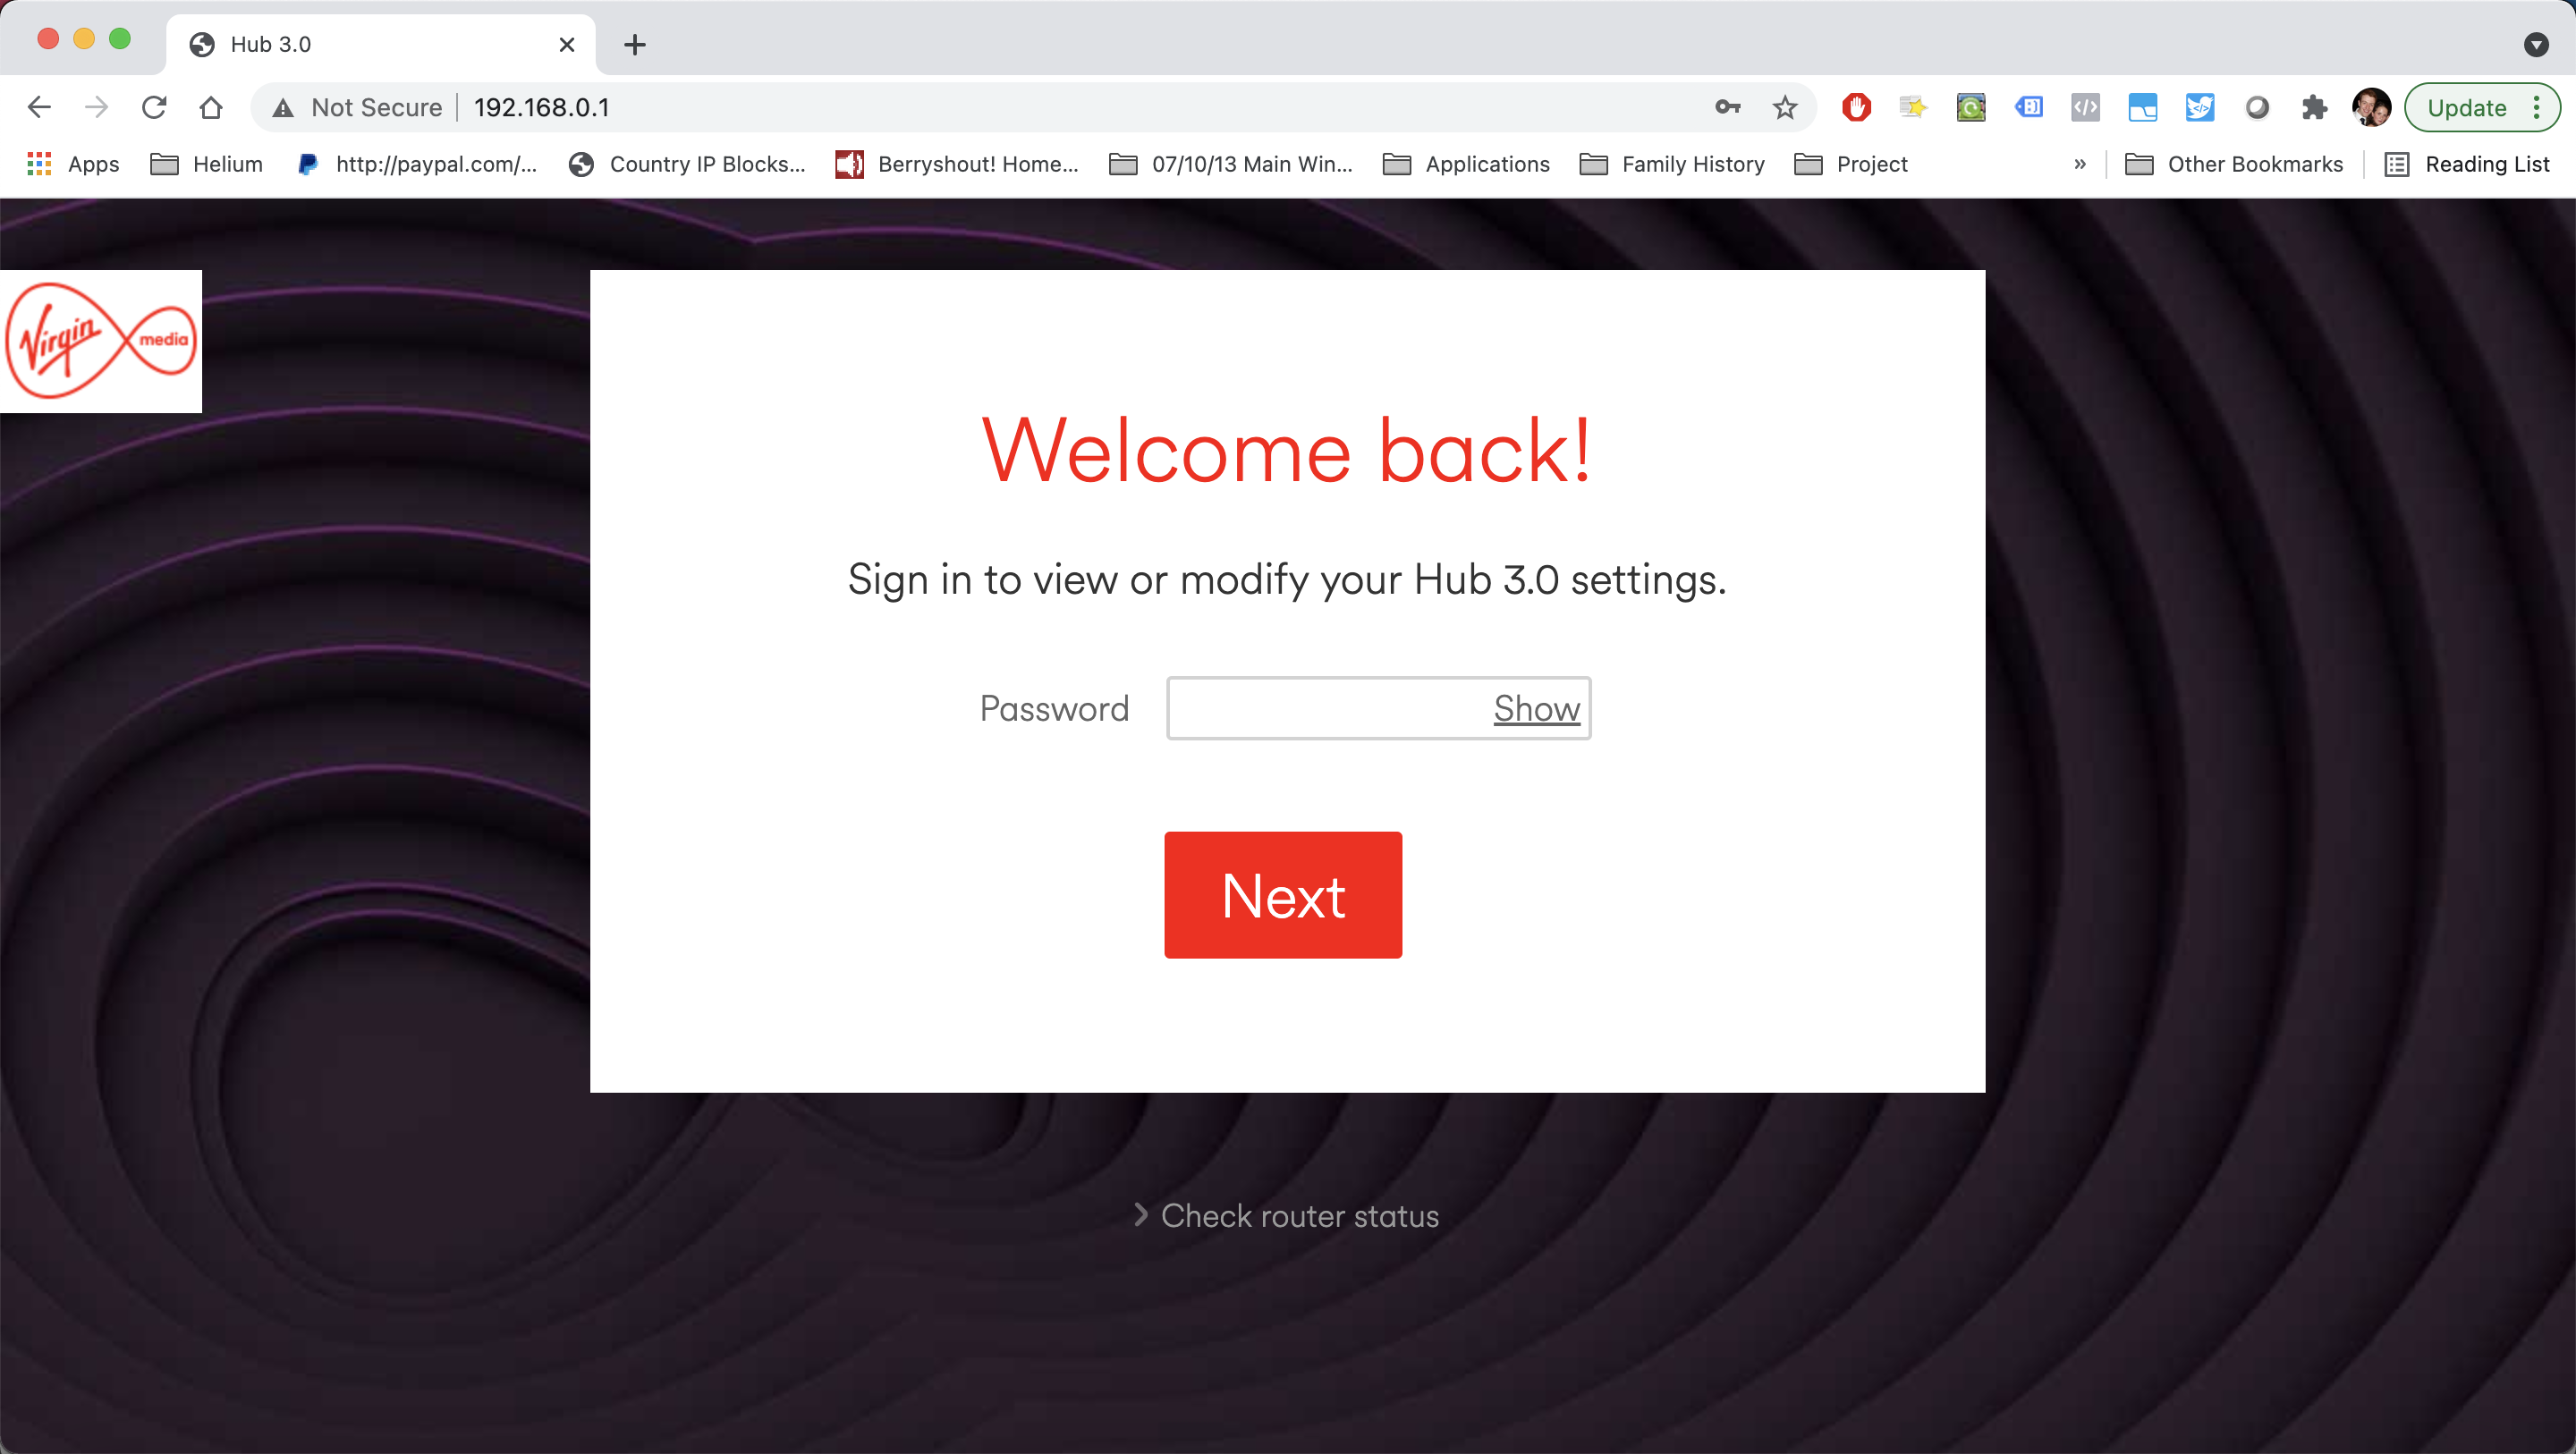 Hub 3.0
Not Secure 192.168.0.1 Update
Apps Helium http://paypal.com/... Country IP Blocks... Berryshout! Home... 07/10/13 Main Win... Applications Family History Project » Other Bookmarks Reading List
Virgin media
Welcome back!
Sign in to view or modify your Hub 3.0 settings.
Password Show
Next
Check router status